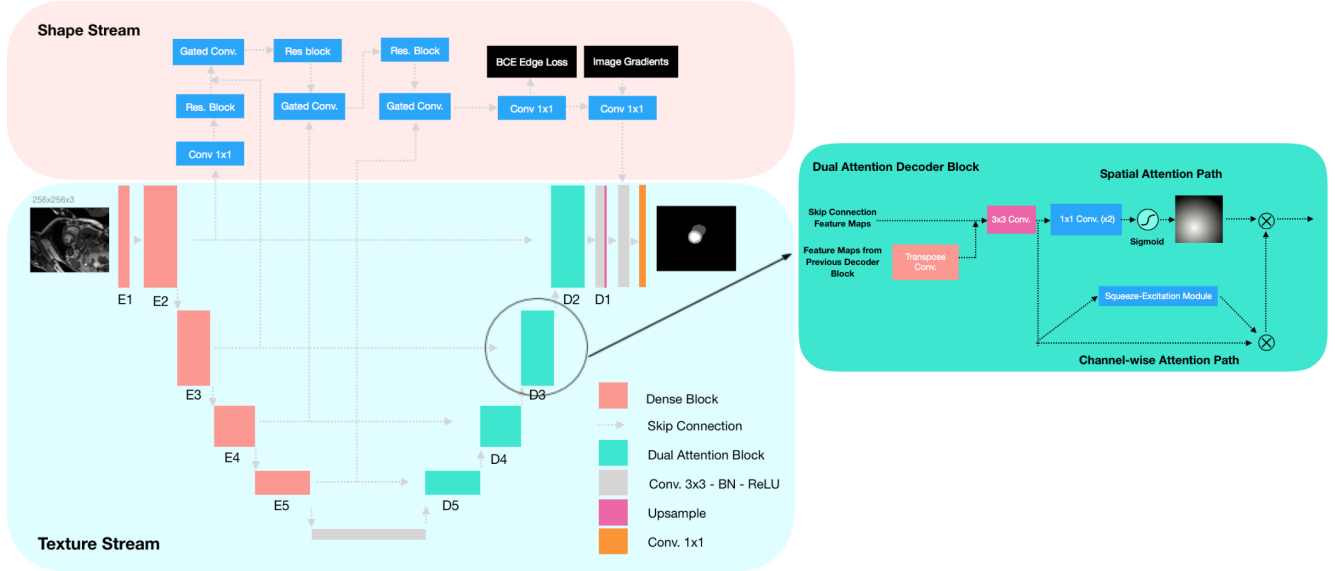 Shape Stream
Gated Conv.
Res block
Res. Block
BCE Edge Loss
Image Gradients
Res. Block
Gated Conv.
Gated Conv.
Conv 1x1
Conv 1x1
Conv 1x1
256x256x3
E1
E2
D2
D1
E3
D3
E4
D4
E5
D5
Dense Block
Skip Connection
Dual Attention Block
Conv. 3x3 - BN - ReLU
Upsample
Conv. 1x1
Texture Stream
Dual Attention Decoder Block
Spatial Attention Path
Skip Connection
Feature Maps
3x3 Conv.
1x1 Conv. (x2)
Sigmoid
Feature Maps from
Previous Decoder
Block
Transpose
Conv.
Squeeze-Excitation Module
Channel-wise Attention Path